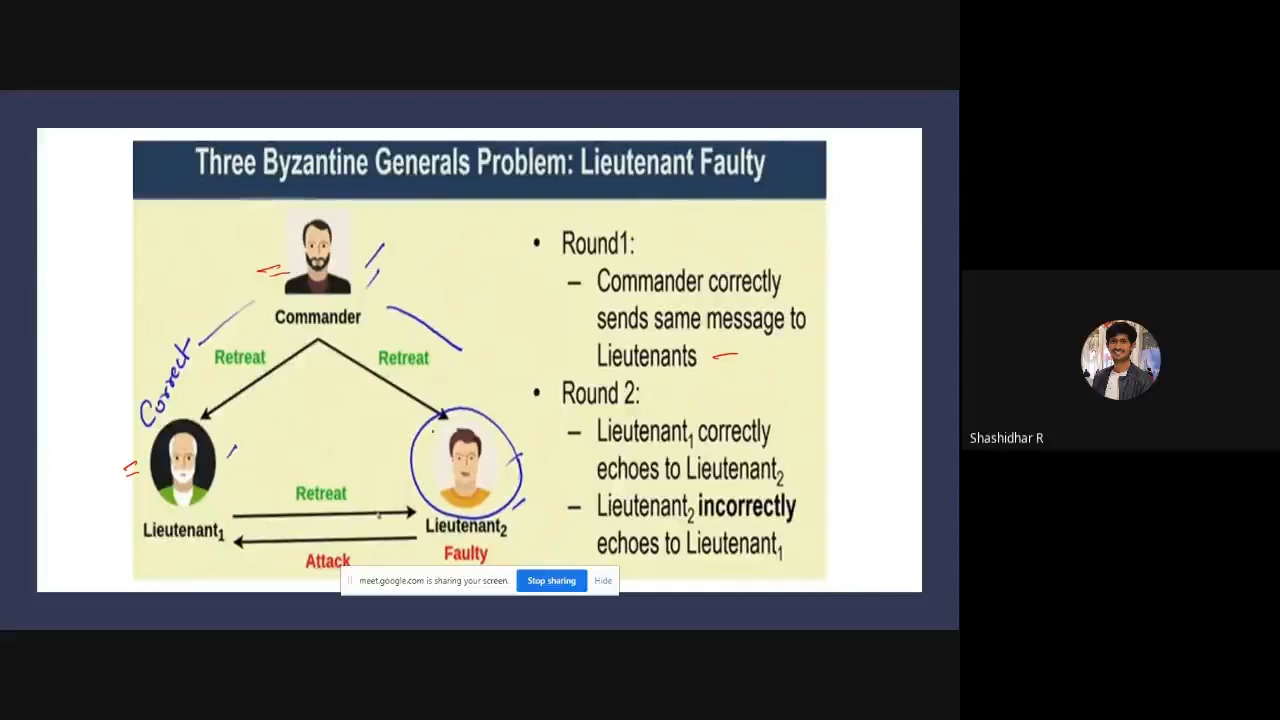 Three Byzantine Generals Problem: Lieutenant Faulty
Commander
Retreat
Retreat
Correct
Lieutenant1
Retreat
Attack
Lieutenant2
Faulty
• Round1:
– Commander correctly
sends same message to
Lieutenants
• Round 2:
– Lieutenant1 correctly
echoes to Lieutenant2
– Lieutenant2 incorrectly
echoes to Lieutenant1
meet.google.com is sharing your screen.
Stop sharing
Hide
Shashidhar R